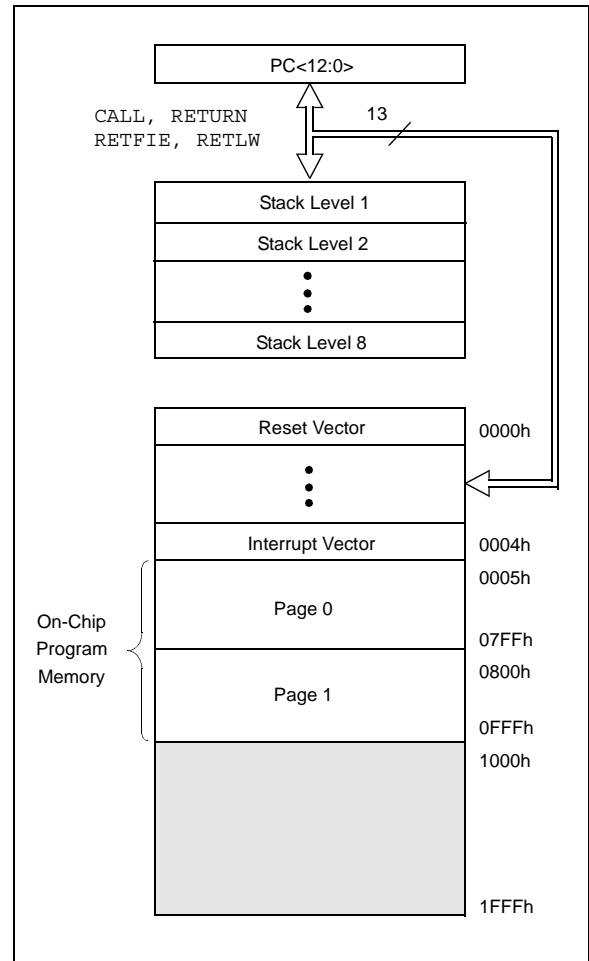 PC<12:0>
CALL, RETURN
RETFIE, RETLW
13
Stack Level 1
Stack Level 2
Stack Level 8
Reset Vector
0000h
Interrupt Vector
0004h
0005h
On-Chip
Program
Memory
Page 0
07FFh
0800h
Page 1
0FFFh
1000h
1FFFh